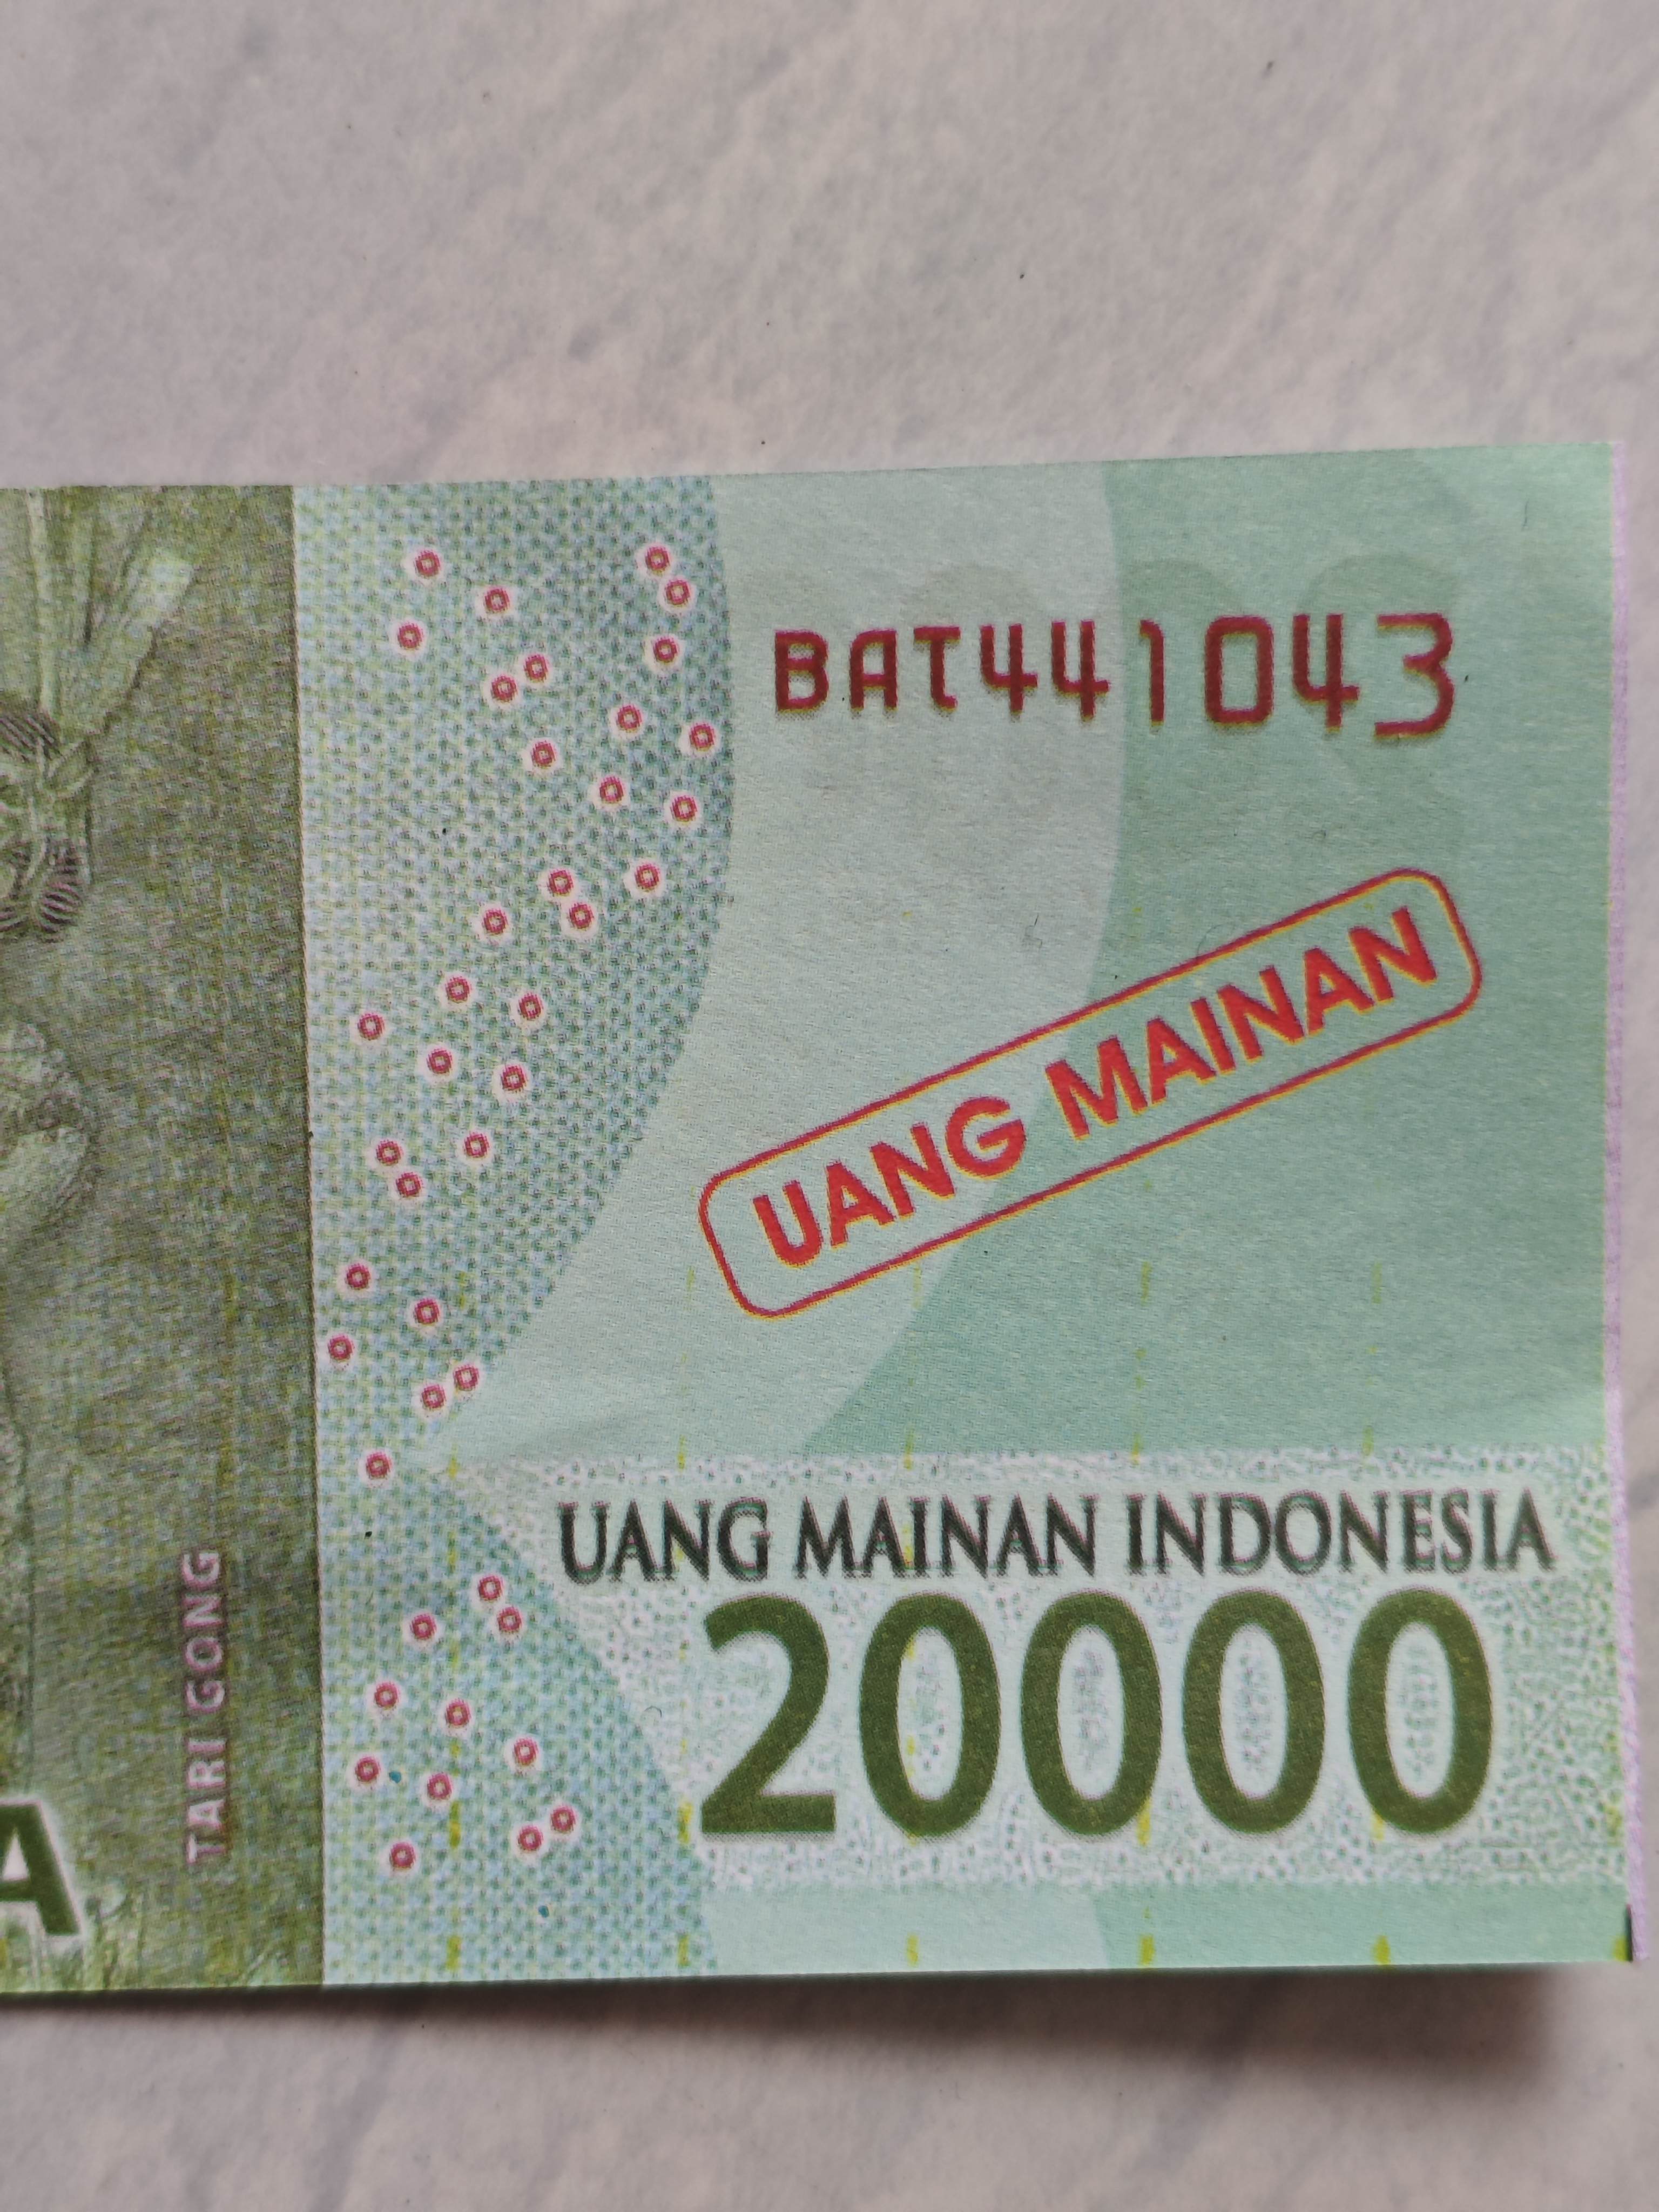 BAT441043
UANG MAINAN
UANG MAINAN INDONESIA
20000
TARI GONG
A